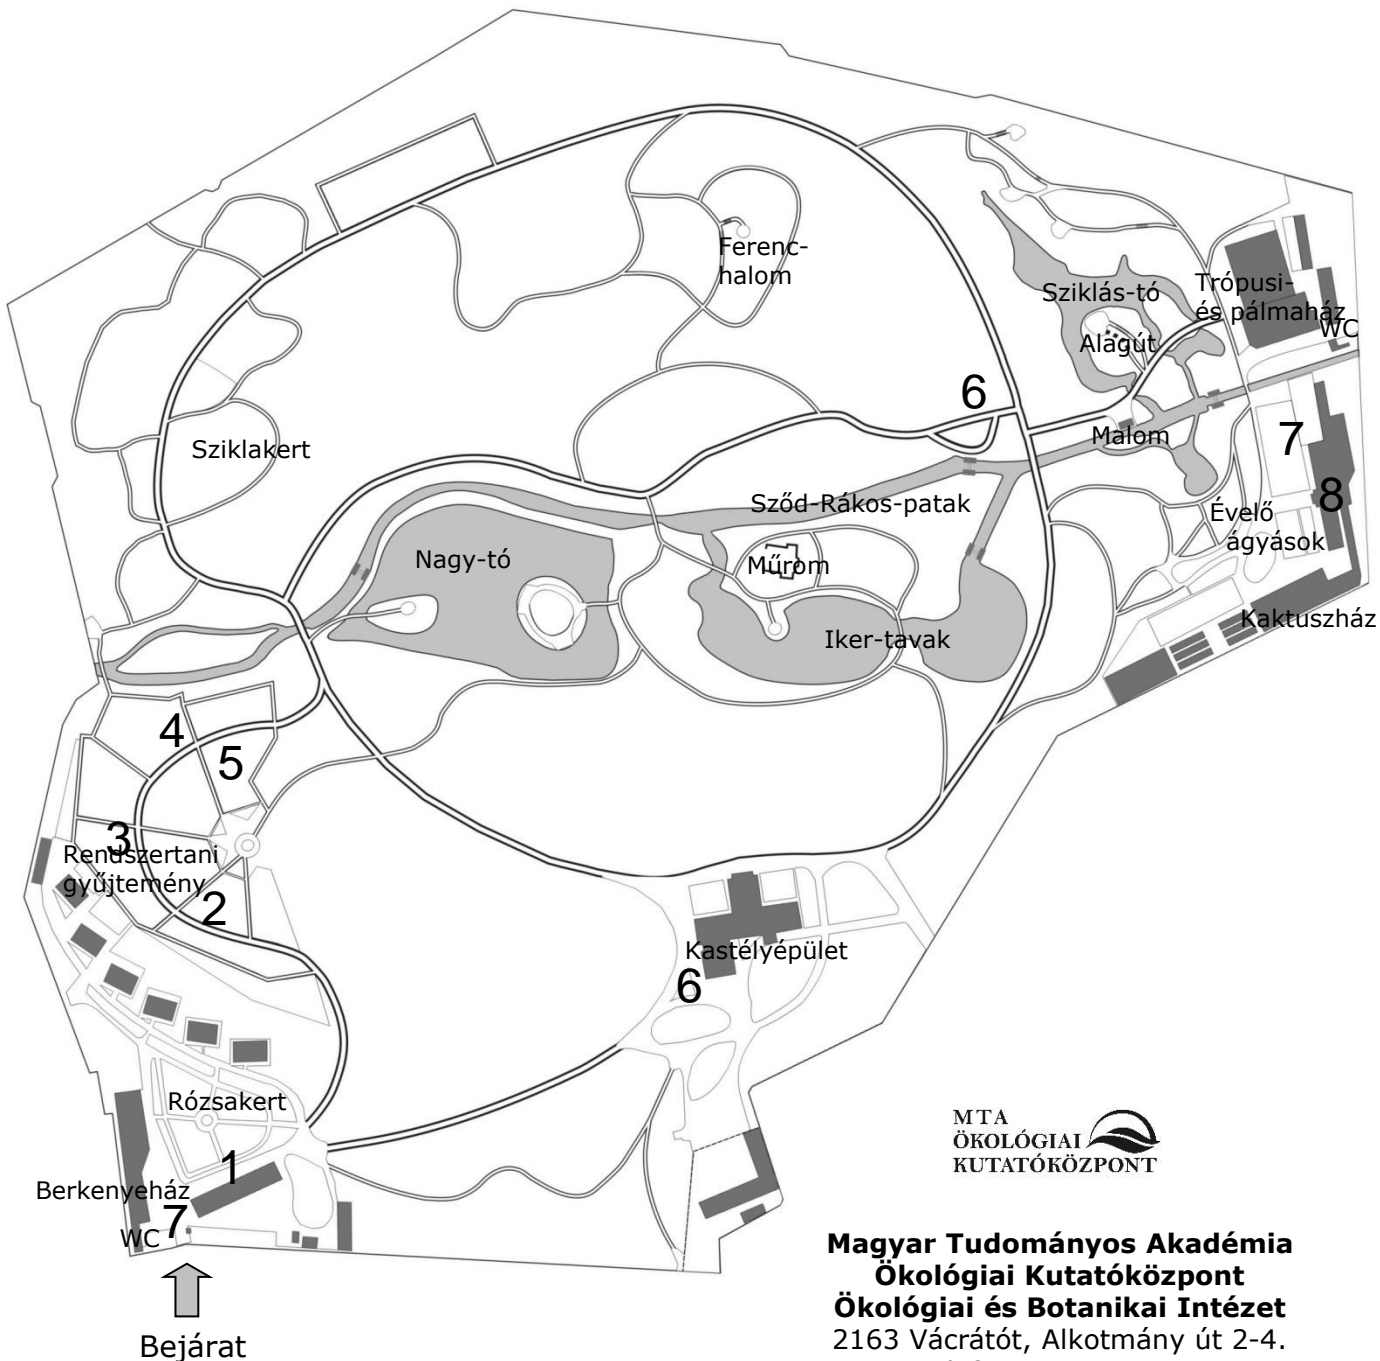 Ferenc-
halom
Sziklás-tó
Trópusi-
és pálmaház
WC
Alagút
6
Malom
7
Sziklakert
8
Sződ-Rákos-patak
Évelő
ágyások
Nagy-tó
Műrom
Kaktuszház
Iker-tavak
4
5
3
Rendszertani
gyűjtemény
2
Kastélyépület
6
Rózsakert
1
Berkenyeház
7
WC
Bejárat
MTA
ÖKOLÓGIAI
KUTATÓKÖZPONT
Magyar Tudományos Akadémia
Ökológiai Kutatóközpont
Ökológiai és Botanikai Intézet
2163 Vácrátót, Alkotmány út 2-4.